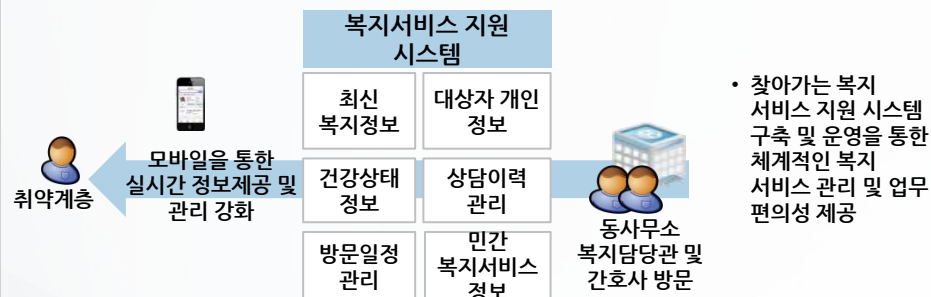 복지서비스 지원
시스템
최신
복지정보
대상자 개인
정보
건강상태
정보
상담이력
관리
방문일정
관리
민간
복지서비스
정보
취약계층
모바일을 통한
실시간 정보제공 및
관리 강화
동사무소
복지담당관 및
간호사 방문
• 찾아가는 복지
서비스 지원 시스템
구축 및 운영을 통한
체계적인 복지
서비스 관리 및 업무
편의성 제공